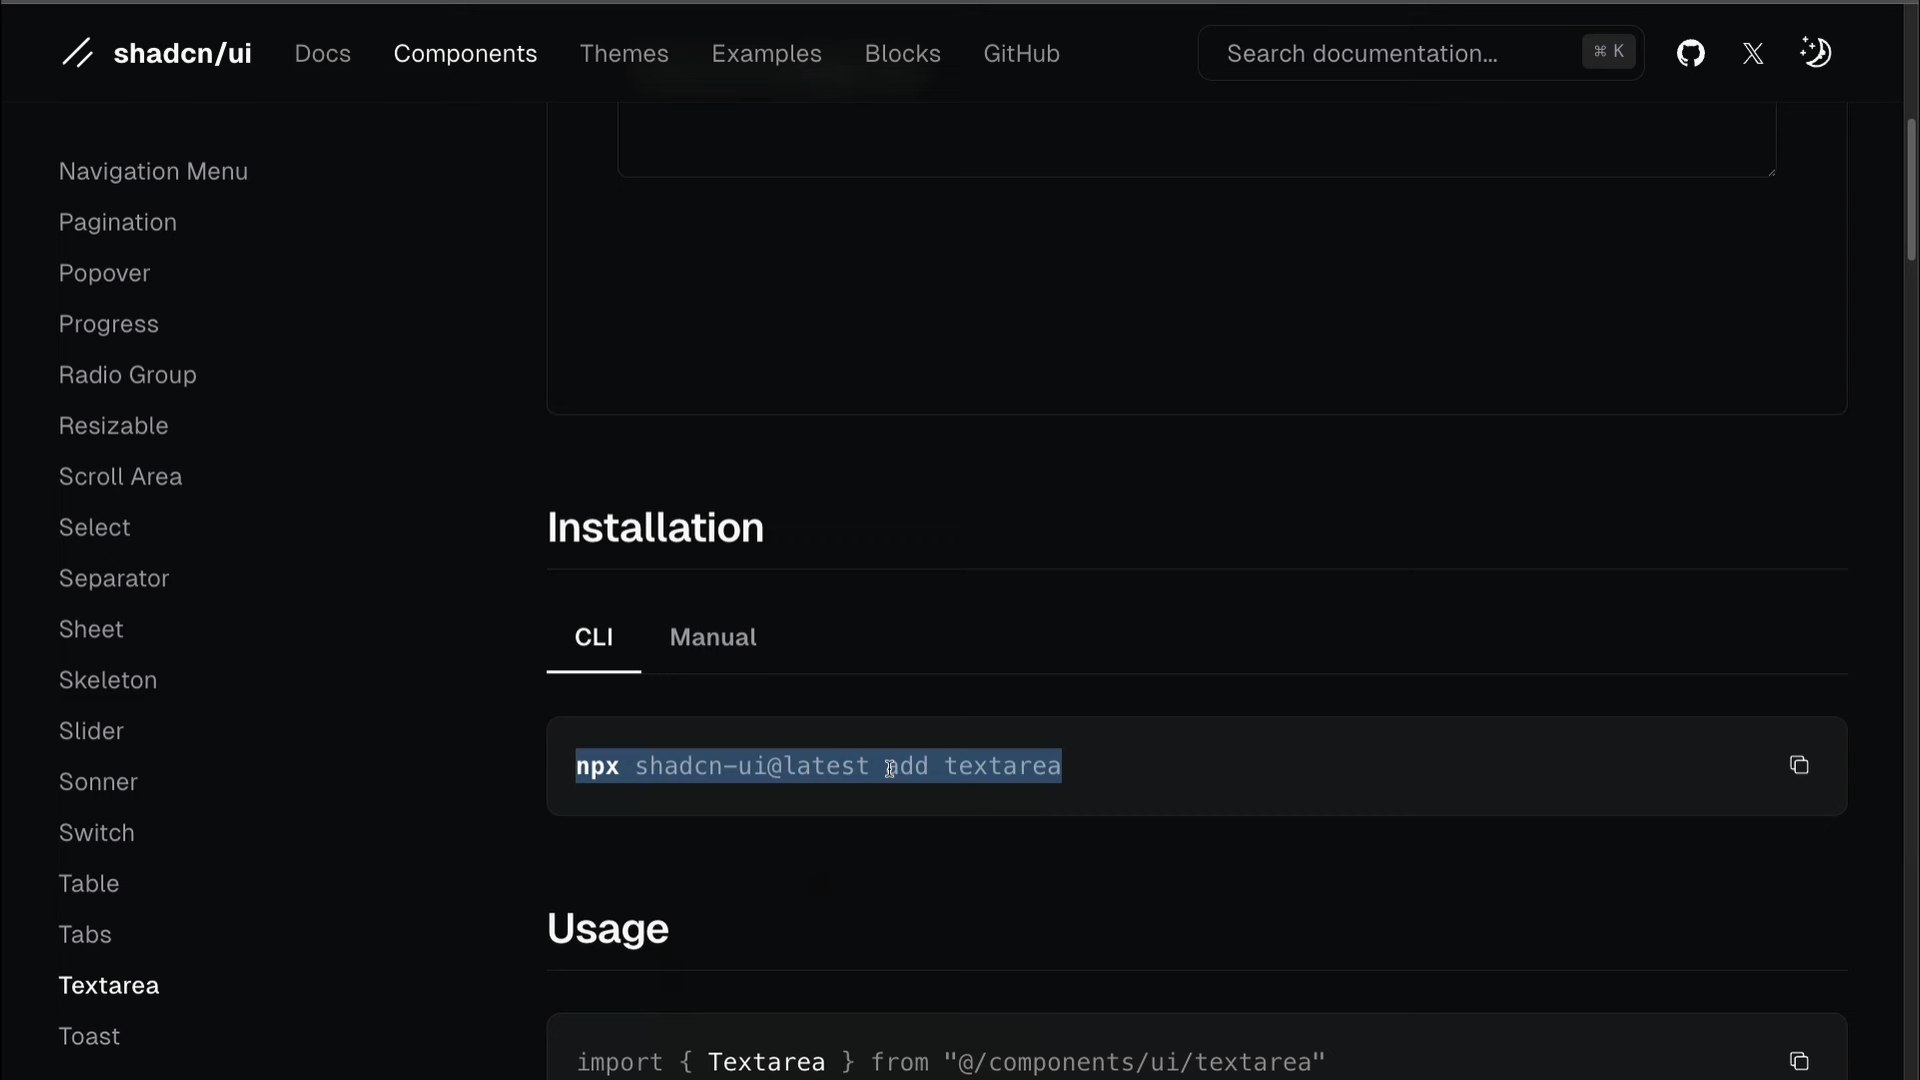 shadcn/ui Docs Components Themes Examples Blocks GitHub Search documentation... ⌘ K
Navigation Menu
Pagination
Popover
Progress
Radio Group
Resizable
Scroll Area
Select
Separator
Sheet
Skeleton
Slider
Sonner
Switch
Table
Tabs
Textarea
Toast
Installation
CLI Manual
npx shadcn-ui@latest add textarea
Usage
import { Textarea } from "@/components/ui/textarea"